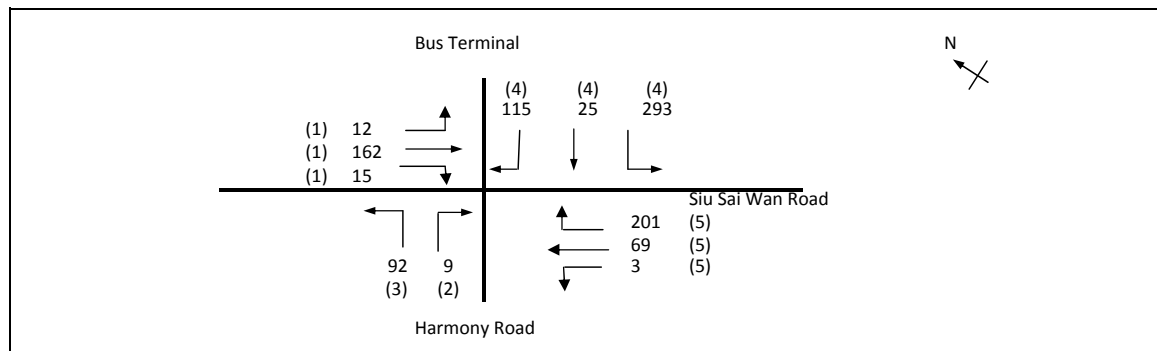 Bus Terminal
N
(4) (4) (4)
115 25 293
(1) 12
(1) 162
(1) 15
Siu Sai Wan Road
201 (5)
69 (5)
3 (5)
92 9
(3) (2)
Harmony Road